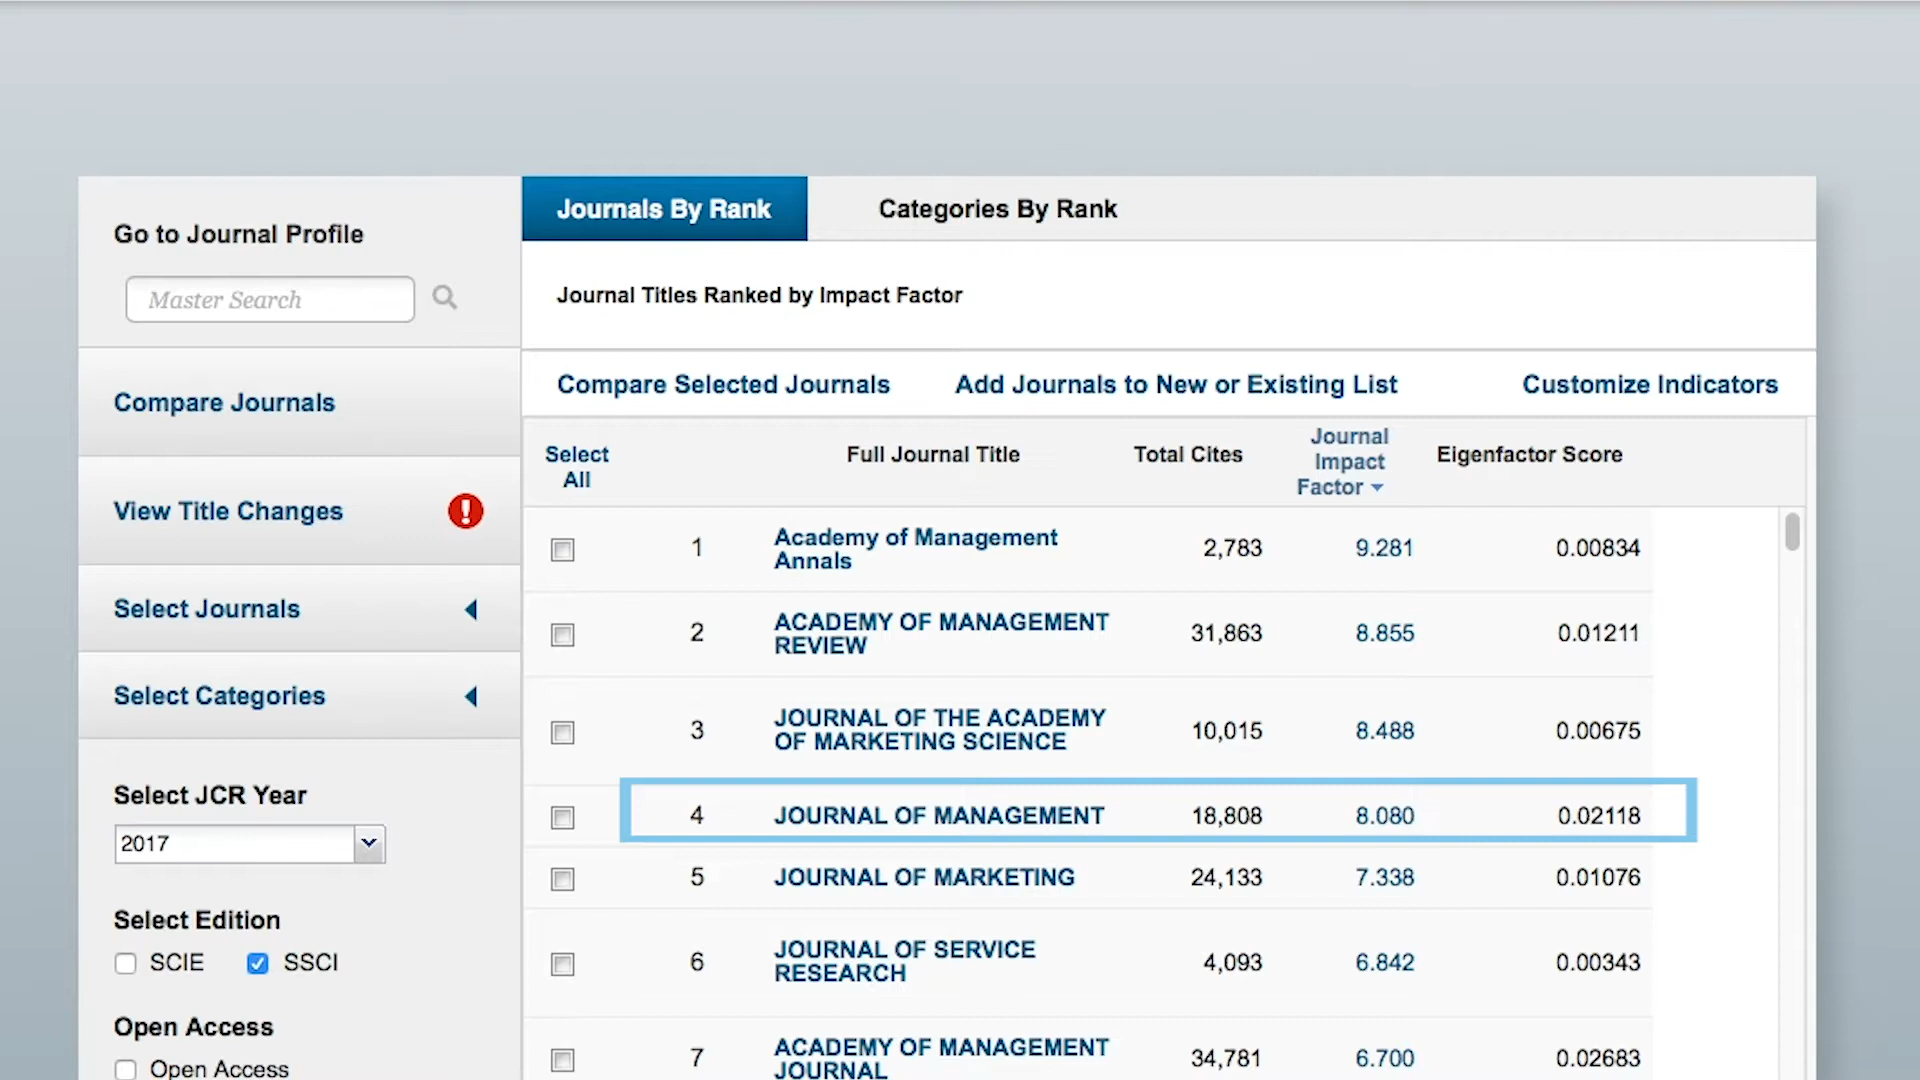 Go to Journal Profile
Master Search
Compare Journals
View Title Changes
Select Journals
Select Categories
Select JCR Year
2017
Select Edition
SCIE SSCI
Open Access
Open Access
Journals By Rank Categories By Rank
Journal Titles Ranked by Impact Factor
Compare Selected Journals Add Journals to New or Existing List Customize Indicators
Select
All
Full Journal Title
Total Cites
Journal
Impact
Factor
Eigenfactor Score
1 Academy of Management
Annals 2,783 9.281 0.00834
2 ACADEMY OF MANAGEMENT
REVIEW 31,863 8.855 0.01211
3 JOURNAL OF THE ACADEMY
OF MARKETING SCIENCE 10,015 8.488 0.00675
4 JOURNAL OF MANAGEMENT 18,808 8.080 0.02118
5 JOURNAL OF MARKETING 24,133 7.338 0.01076
6 JOURNAL OF SERVICE
RESEARCH 4,093 6.842 0.00343
7 ACADEMY OF MANAGEMENT
JOURNAL 34,781 6.700 0.02683